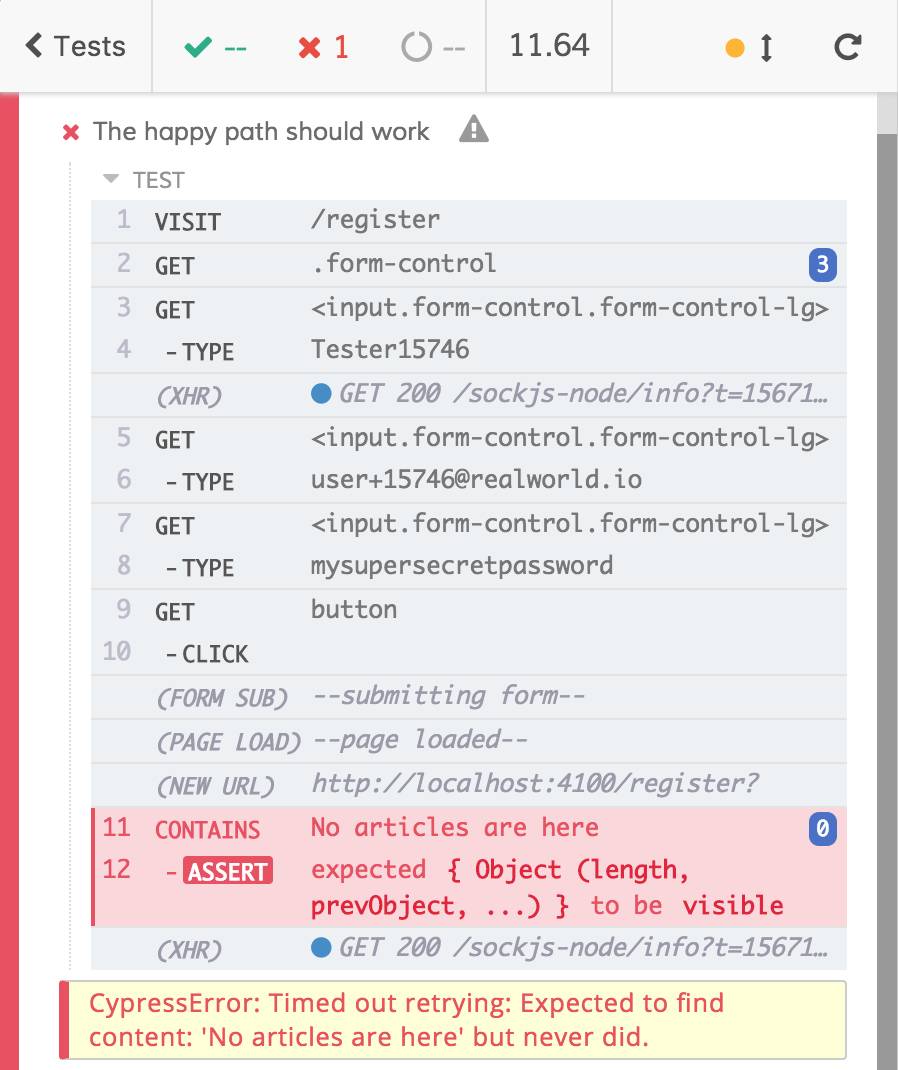 Tests -- 1 -- 11.64
The happy path should work
TEST
1 VISIT /register
2 GET .form-control 3
3 GET <input.form-control.form-control-lg>
4 -TYPE Tester15746
(XHR) GET 200 /sockjs-node/info?t=15671…
5 GET <input.form-control.form-control-lg>
6 -TYPE user+15746@realworld.io
7 GET <input.form-control.form-control-lg>
8 -TYPE mysupersecretpassword
9 GET button
10 -CLICK
(FORM SUB) --submitting form--
(PAGE LOAD) --page loaded--
(NEW URL) http://localhost:4100/register?
11 CONTAINS No articles are here 0
12 -ASSERT expected { Object (length,
prevObject, ...) } to be visible
(XHR) GET 200 /sockjs-node/info?t=15671…
CypressError: Timed out retrying: Expected to find
content: 'No articles are here' but never did.